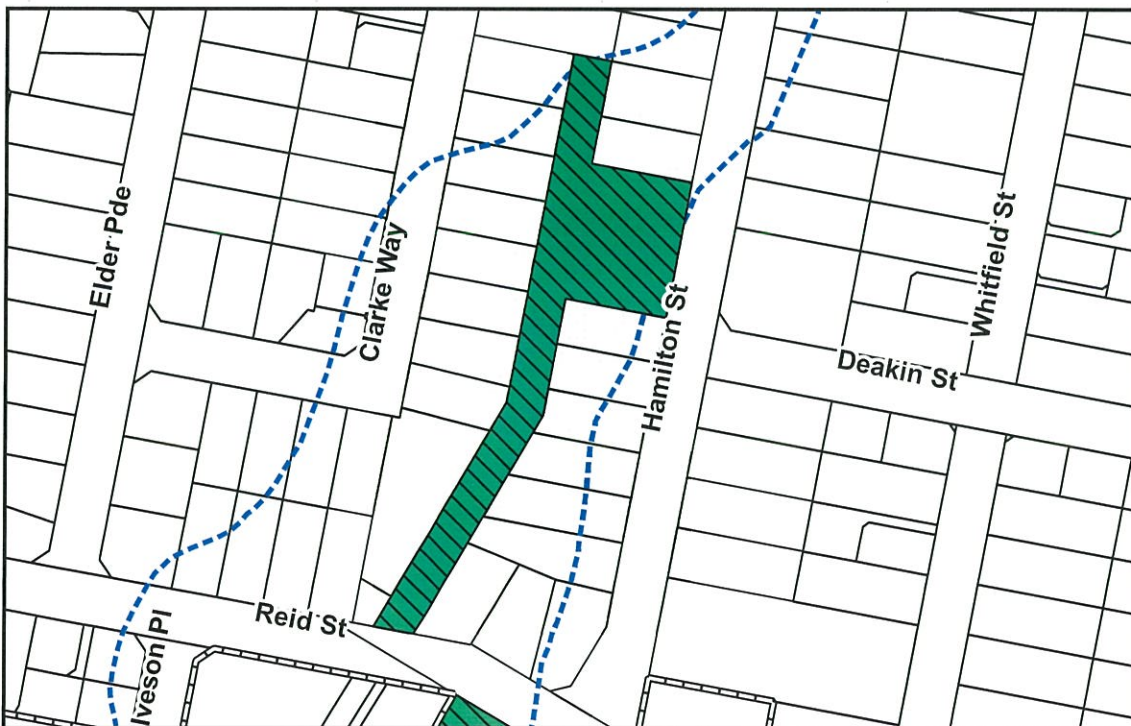 Elder Pde
Clarke Way
Hamilton St
Whitfield St
Deakin St
Reid St
Iveson Pl